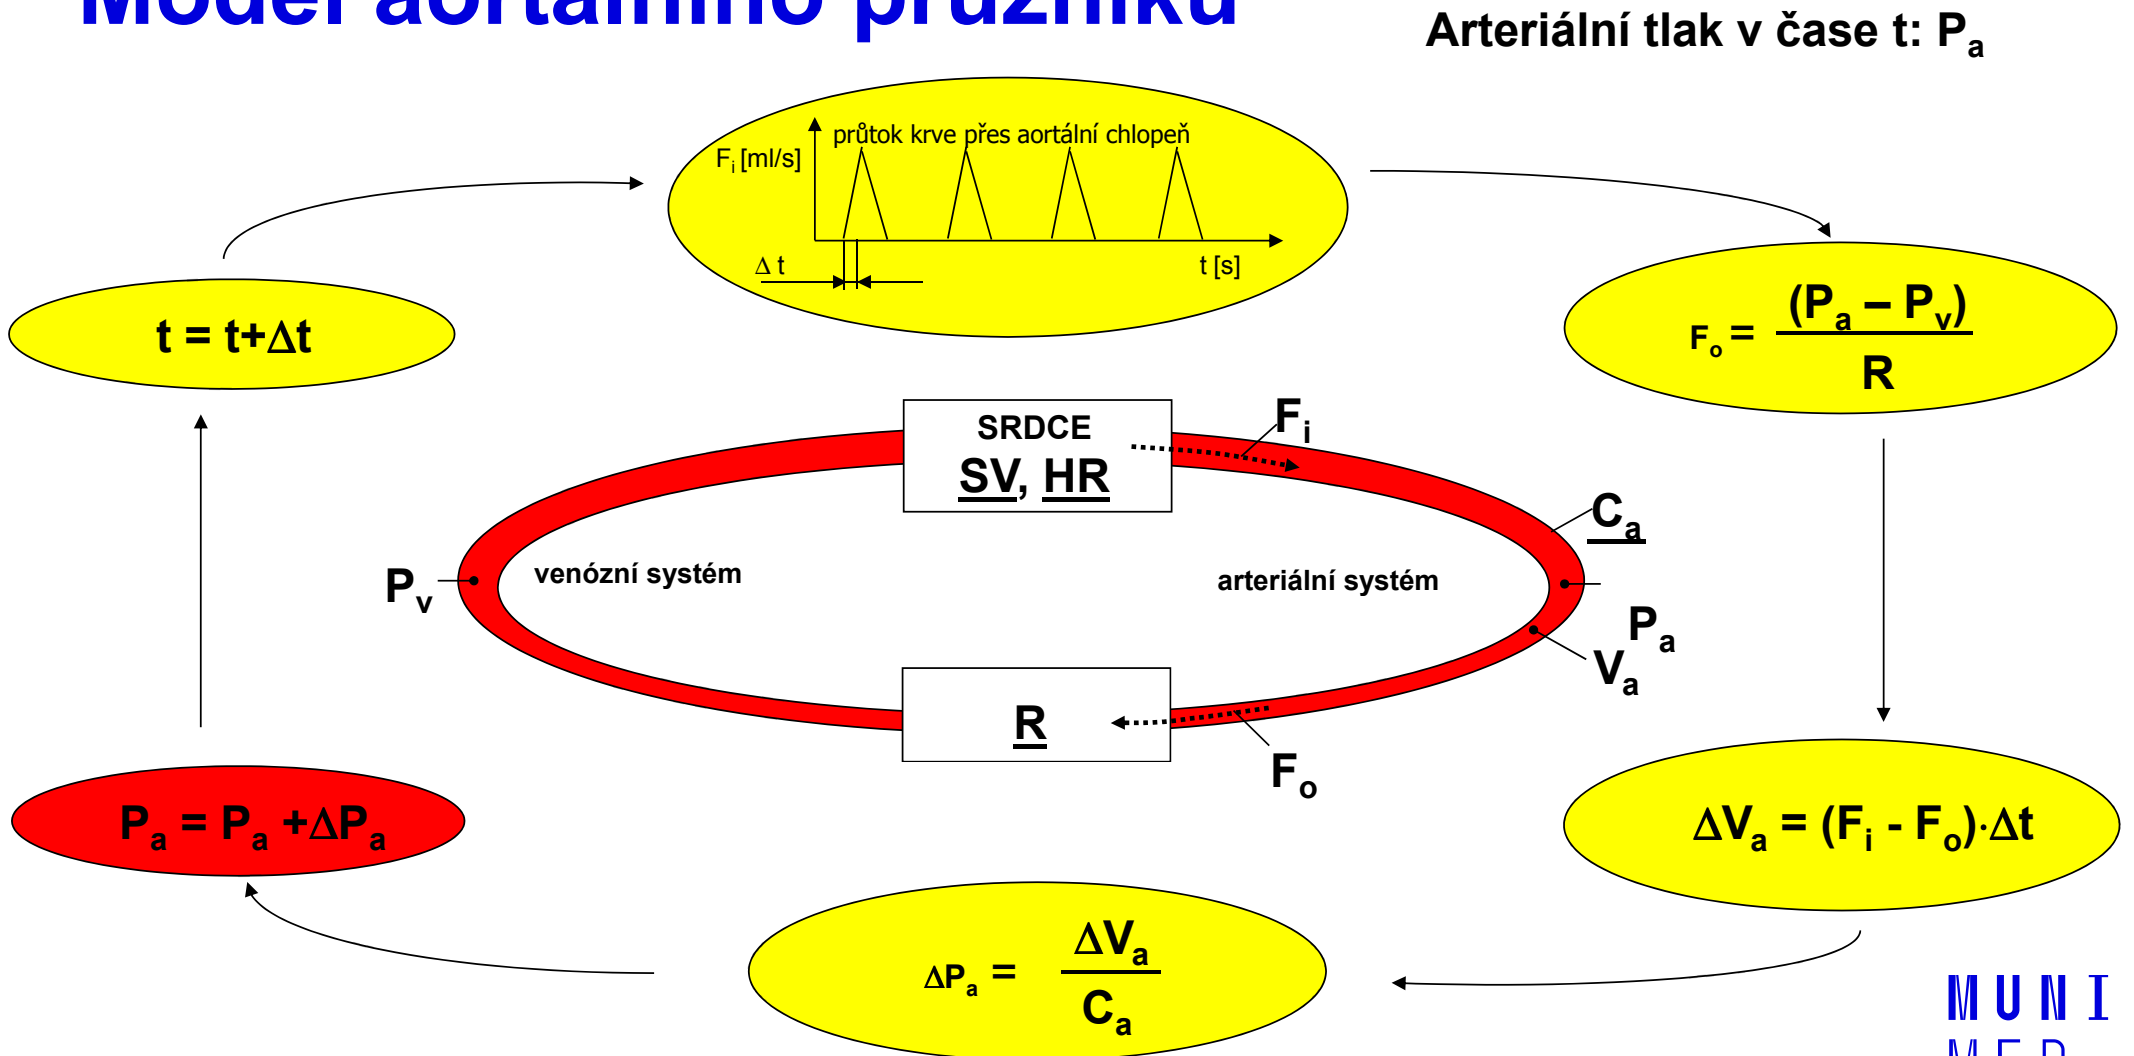 Model aortálního pružníku
Arteriální tlak v čase t: Pₐ
průtok krve přes aortální chlopeň
Fᵢ [ml/s]
Δ t
t [s]
t = t+Δt
Fₒ = (Pₐ – Pᵥ)
R
SRDCE
SV, HR
Fᵢ
Cₐ
Pᵥ
venózní systém
arteriální systém
Pₐ
Vₐ
R
Fₒ
Pₐ = Pₐ +ΔPₐ
ΔVₐ = (Fᵢ - Fₒ)·Δt
ΔPₐ = ΔVₐ
Cₐ
MUNI
MED